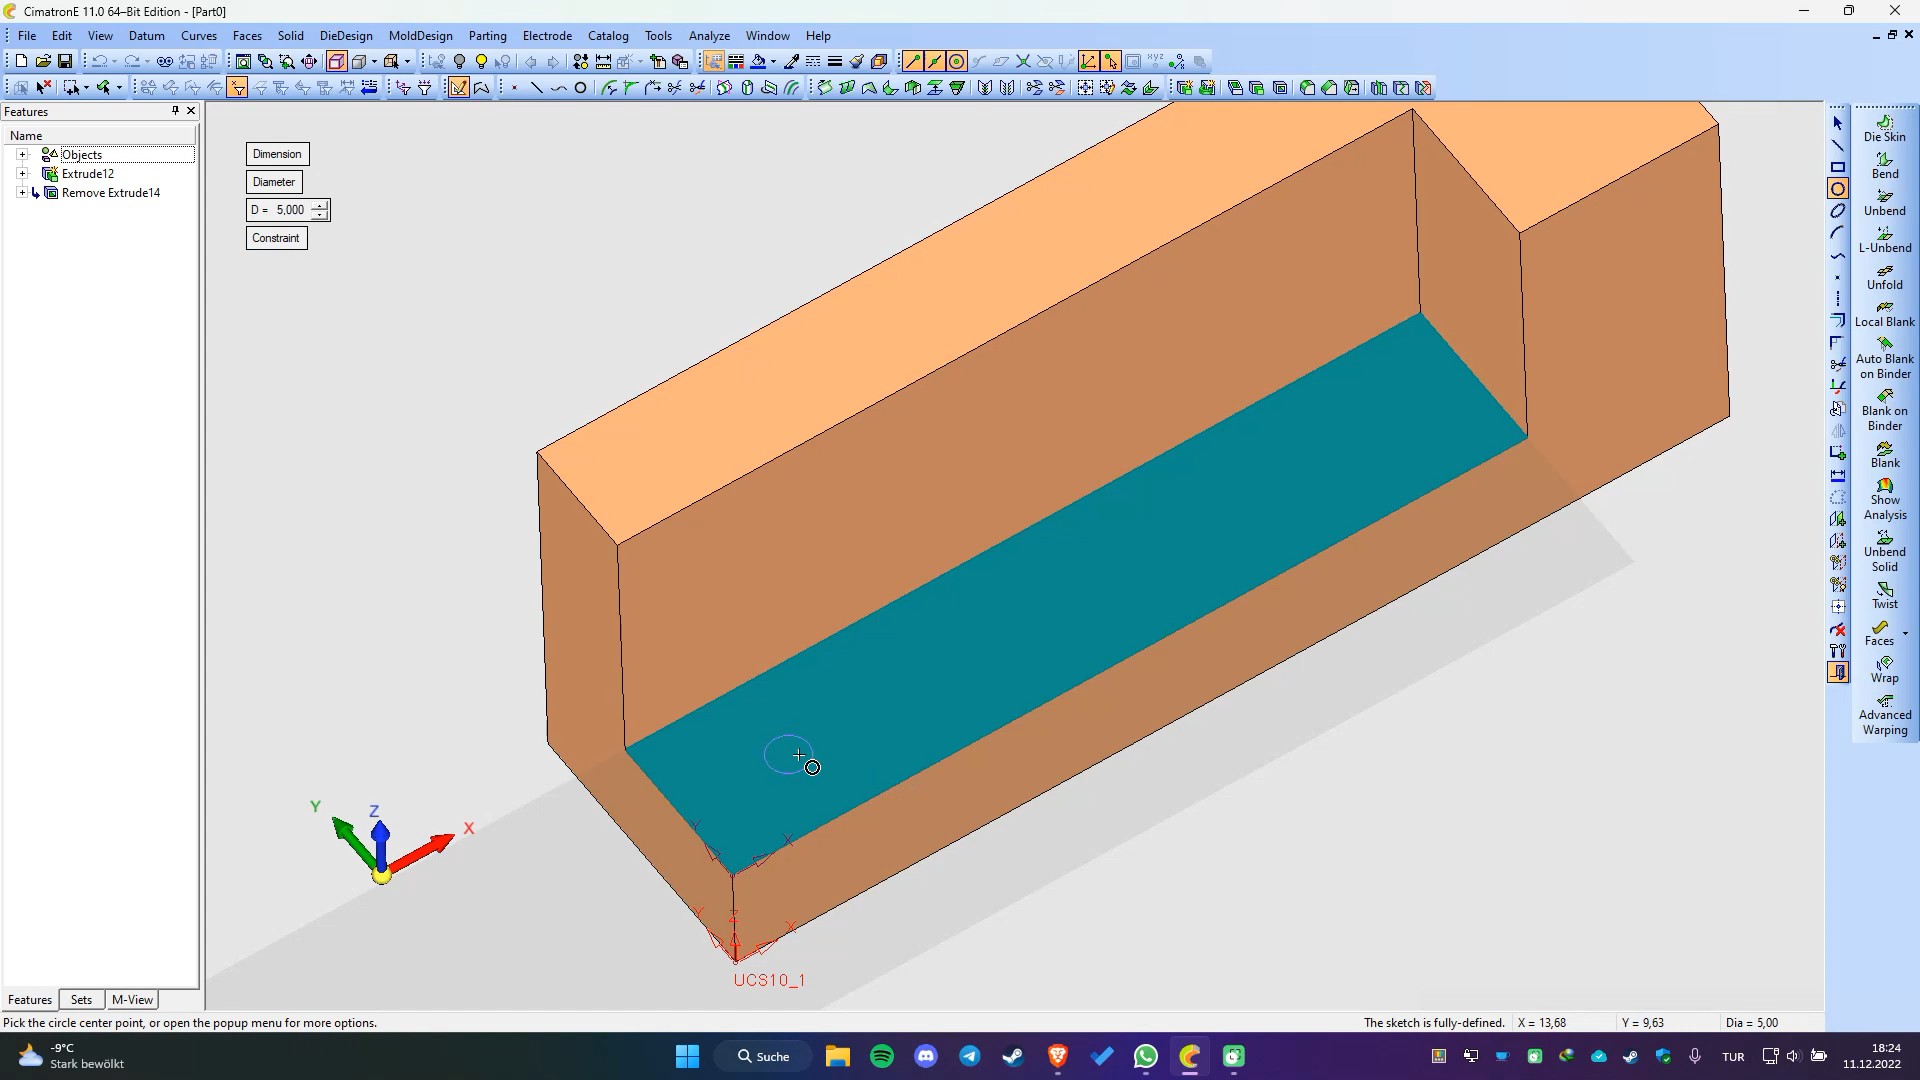 CimatronE 11.0 64–Bit Edition - [Part0]
File Edit View Datum Curves Faces Solid DieDesign MoldDesign Parting Electrode Catalog Tools Analyze Window Help
Features
Name
Objects
Extrude12
Remove Extrude14
Dimension
Diameter
D = 5,000
Constraint
Die Skin
Bend
Unbend
L-Unbend
Unfold
Local Blank
Auto Blank
on Binder
Blank on
Binder
Blank
Show
Analysis
Unbend
Solid
Twist
Faces
Wrap
Advanced
Warping
Y
Z
X
Y
X
Y
Z
X
UCS10_1
Features Sets M-View
Pick the circle center point, or open the popup menu for more options.
The sketch is fully-defined. X = 13,68 Y = 9,63 Dia = 5,00
-9°C
Stark bewölkt
Suche
TUR
18:24
11.12.2022